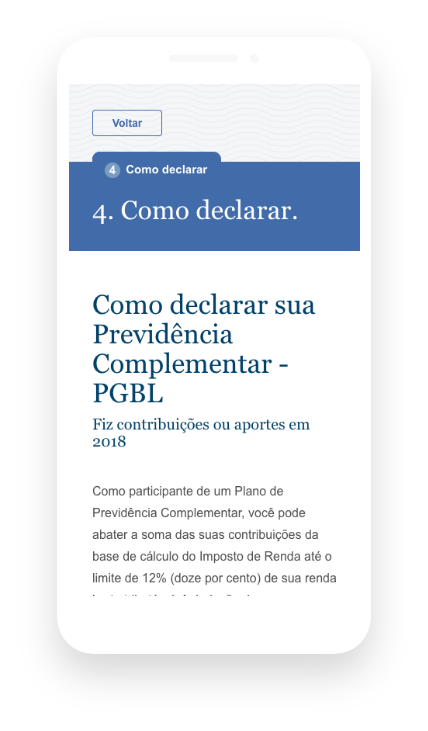 Voltar
4 Como declarar
4. Como declarar.
Como declarar sua
Previdência
Complementar -
PGBL
Fiz contribuições ou aportes em
2018
Como participante de um Plano de
Previdência Complementar, você pode
abater a soma das suas contribuições da
base de cálculo do Imposto de Renda até o
limite de 12% (doze por cento) de sua renda